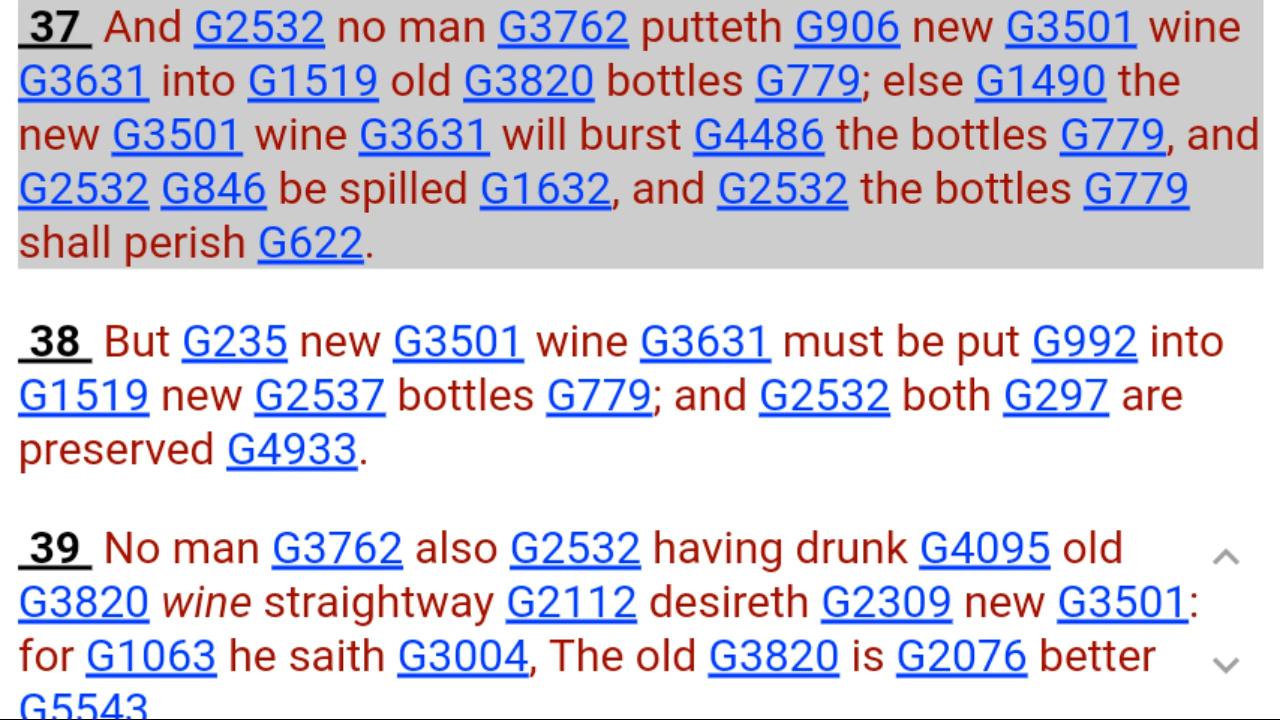 37 And G2532 no man G3762 putteth G906 new G3501 wine
G3631 into G1519 old G3820 bottles G779; else G1490 the
new G3501 wine G3631 will burst G4486 the bottles G779, and
G2532 G846 be spilled G1632, and G2532 the bottles G779
shall perish G622.
38 But G235 new G3501 wine G3631 must be put G992 into
G1519 new G2537 bottles G779; and G2532 both G297 are
preserved G4933.
39 No man G3762 also G2532 having drunk G4095 old
G3820 wine straightway G2112 desireth G2309 new G3501:
for G1063 he saith G3004, The old G3820 is G2076 better
G5543